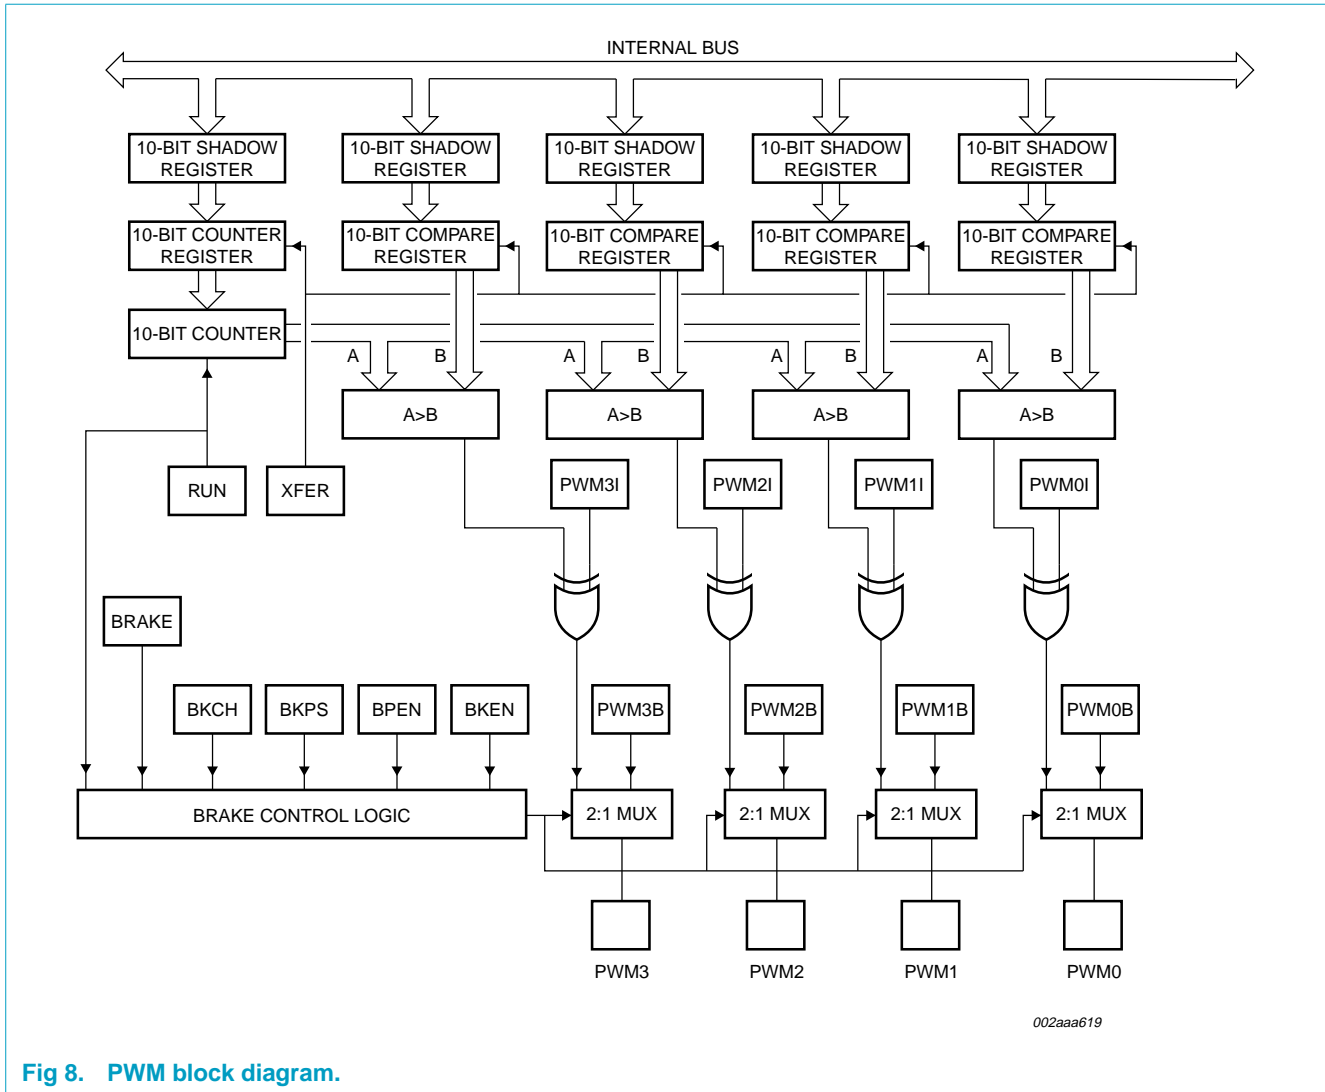 INTERNAL BUS
10-BIT SHADOW
REGISTER
10-BIT SHADOW
REGISTER
10-BIT SHADOW
REGISTER
10-BIT SHADOW
REGISTER
10-BIT SHADOW
REGISTER
10-BIT COUNTER
REGISTER
10-BIT COMPARE
REGISTER
10-BIT COMPARE
REGISTER
10-BIT COMPARE
REGISTER
10-BIT COMPARE
REGISTER
10-BIT COUNTER
A
B
A
B
A
B
A
B
A>B
A>B
A>B
A>B
RUN
XFER
PWM3I
PWM2I
PWM1I
PWM0I
BRAKE
BKCH
BKPS
BPEN
BKEN
PWM3B
PWM2B
PWM1B
PWM0B
BRAKE CONTROL LOGIC
2:1 MUX
2:1 MUX
2:1 MUX
2:1 MUX
PWM3
PWM2
PWM1
PWM0
002aaa619
Fig 8. PWM block diagram.